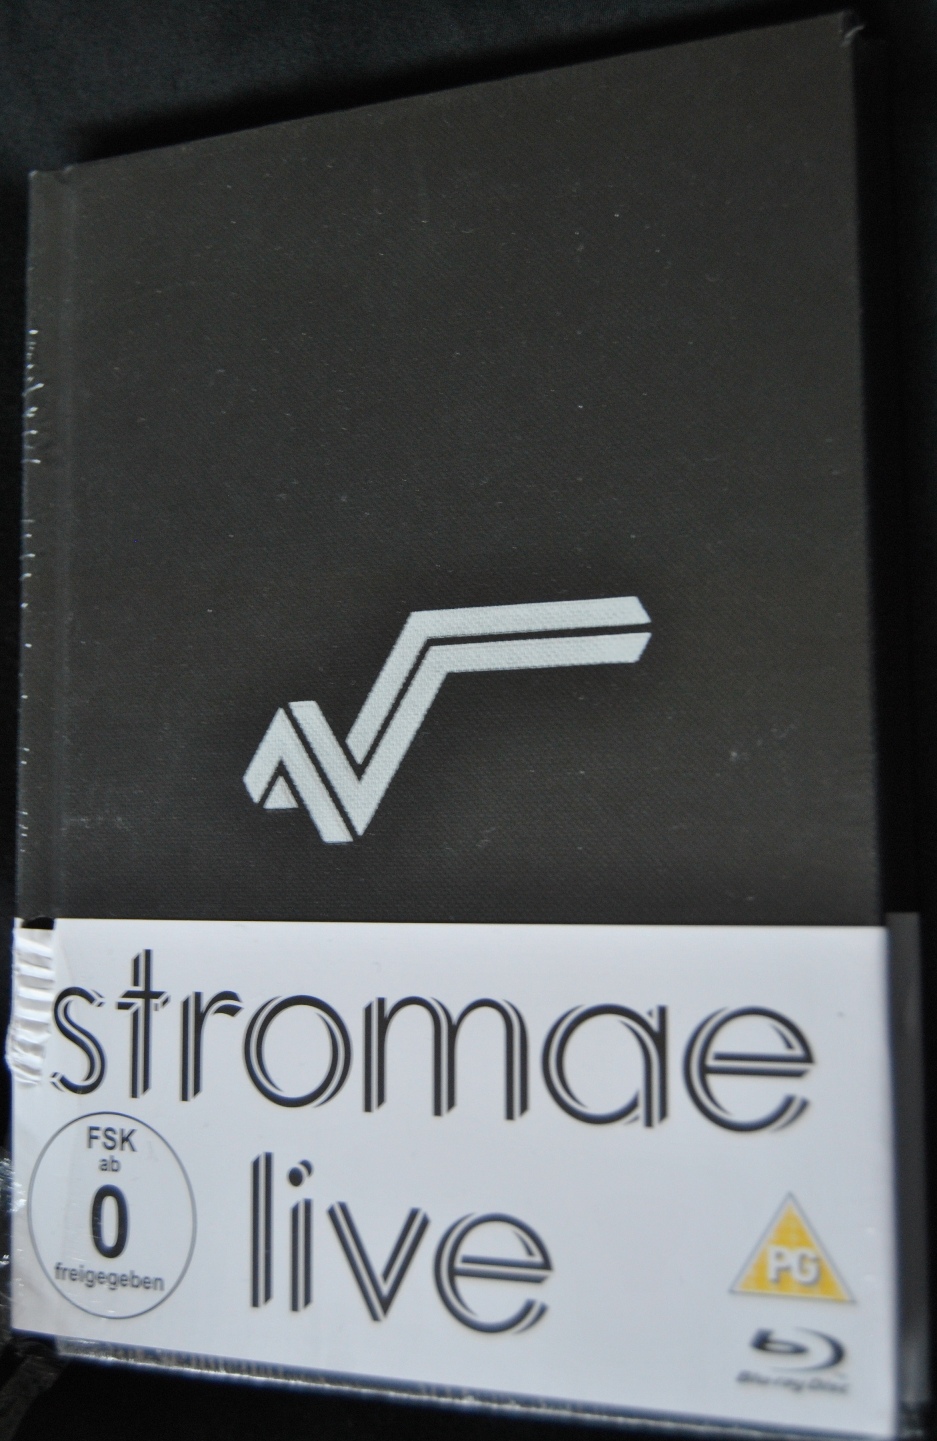 stromae
live
FSK
ab
0
freigegeben
PG
Blu-ray Disc